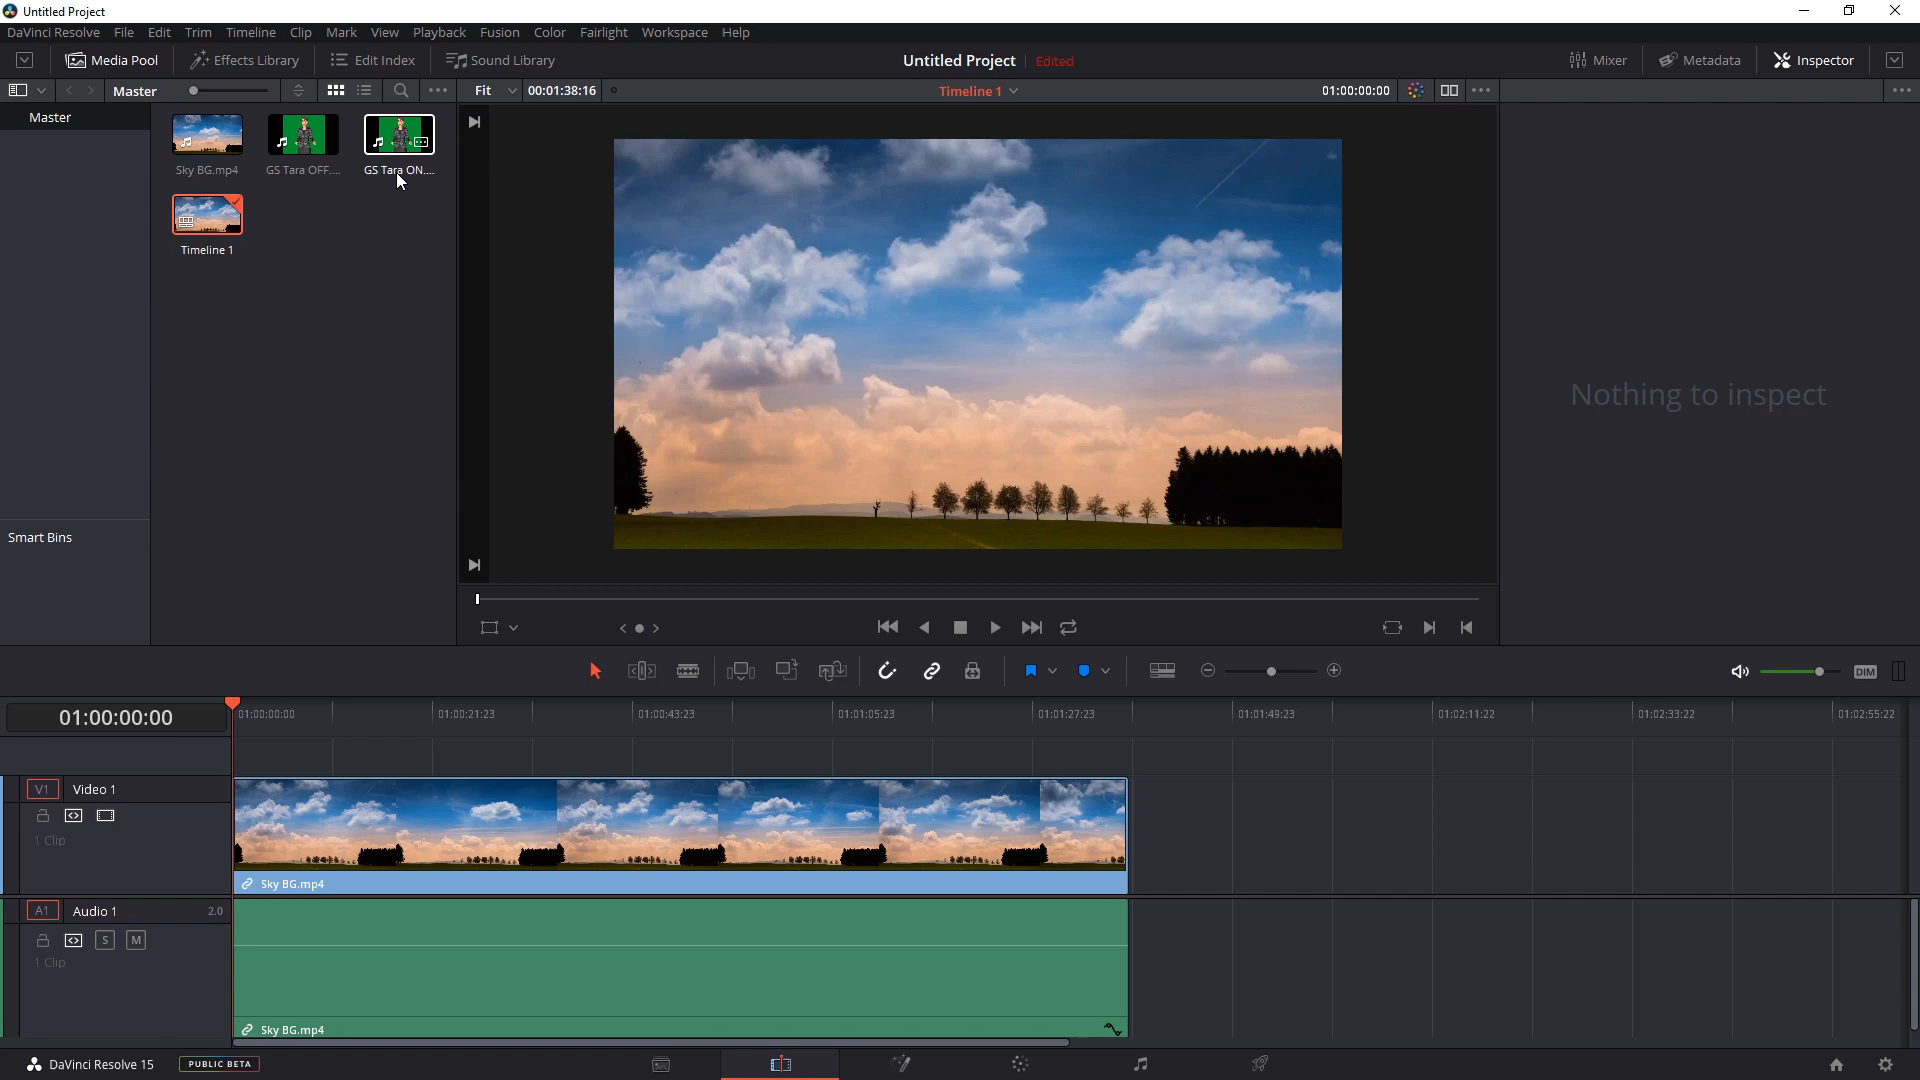 Untitled Project
DaVinci Resolve File Edit Trim Timeline Clip Mark View Playback Fusion Color Fairlight Workspace Help
Media Pool Effects Library Edit Index Sound Library Untitled Project Edited Mixer Metadata Inspector
Master Fit 00:01:38:16 Timeline 1 01:00:00:00
Master
Sky BG.mp4 GS Tara OFF.... GS Tara ON....
Timeline 1
Nothing to inspect
Smart Bins
DIM
01:00:00:00 01:00:00:00 01:00:21:23 01:00:43:23 01:01:05:23 01:01:27:23 01:01:49:23 01:02:11:22 01:02:33:22 01:02:55:22
V1 Video 1
1 Clip
Sky BG.mp4
A1 Audio 1 2.0
S M
1 Clip
Sky BG.mp4
DaVinci Resolve 15 PUBLIC BETA